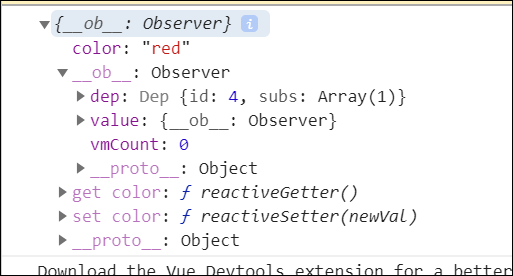 ▼{__ob__: Observer} i
color: "red"
▼__ob__: Observer
▶dep: Dep {id: 4, subs: Array(1)}
▶value: {__ob__: Observer}
vmCount: 0
▶__proto__: Object
▶get color: ƒ reactiveGetter()
▶set color: ƒ reactiveSetter(newVal)
▶__proto__: Object
Download the Vue Devtools extension for a better